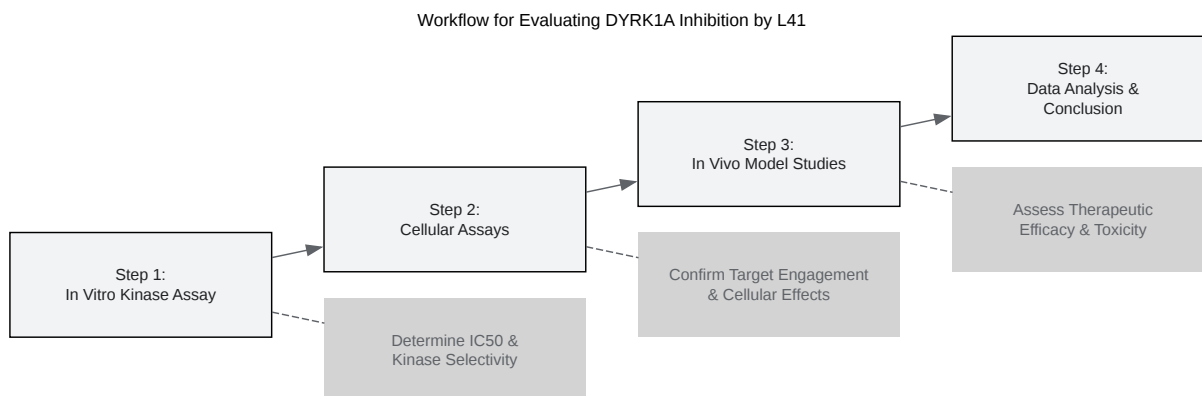 Workflow for Evaluating DYRK1A Inhibition by L41
Step 1:
In Vitro Kinase Assay
Determine IC50 &
Kinase Selectivity
Step 2:
Cellular Assays
Confirm Target Engagement
& Cellular Effects
Step 3:
In Vivo Model Studies
Assess Therapeutic
Efficacy & Toxicity
Step 4:
Data Analysis &
Conclusion